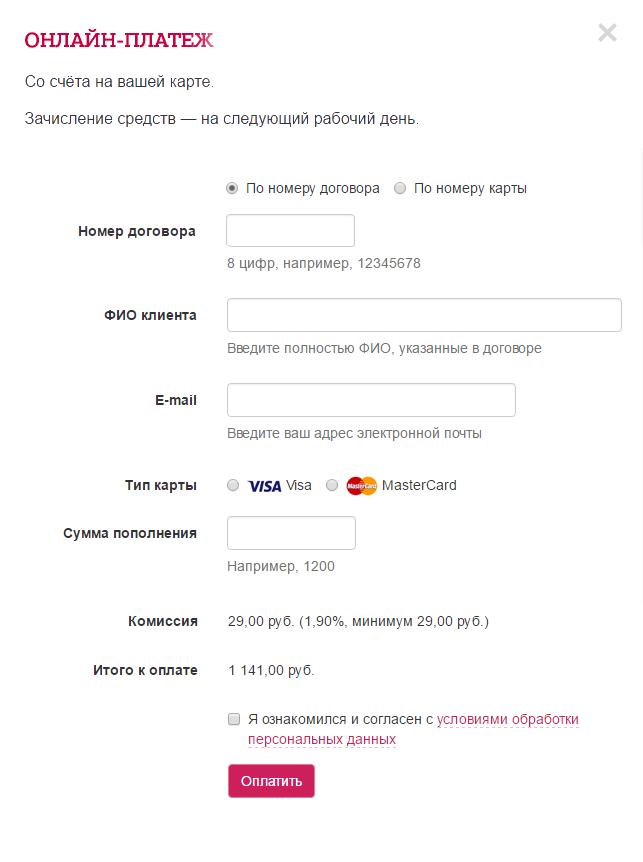 ОНЛАЙН-ПЛАТЕЖ
Со счёта на вашей карте.
Зачисление средств — на следующий рабочий день.
По номеру договора По номеру карты
Номер договора
8 цифр, например, 12345678
ФИО клиента
Введите полностью ФИО, указанные в договоре
E-mail
Введите ваш адрес электронной почты
Тип карты VISA Visa MasterCard MasterCard
Сумма пополнения
Например, 1200
Комиссия 29,00 руб. (1,90%, минимум 29,00 руб.)
Итого к оплате 1 141,00 руб.
Я ознакомился и согласен с условиями обработки
персональных данных
Оплатить